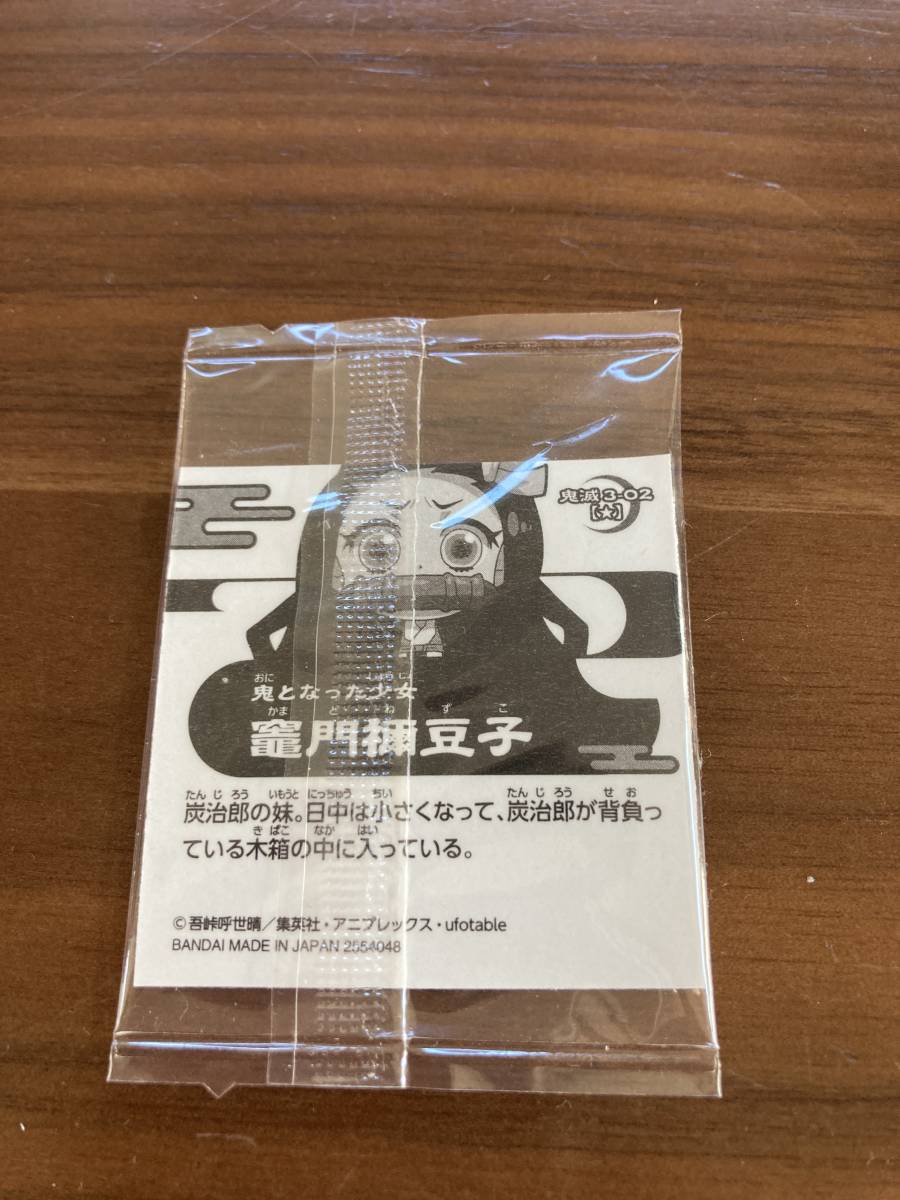 鬼滅 3-02
[★]
おに しょうじょ
鬼となった少女
かま ど ね ず こ
竈門禰豆子
たん じ ろう いもうと にっちゅう ちい たん じ ろう せ お
炭治郎の妹。日中は小さくなって、炭治郎が背負っ
き ばこ なか はい
ている木箱の中に入っている。
©吾峠呼世晴／集英社・アニプレックス・ufotable
BANDAI MADE IN JAPAN 2554048